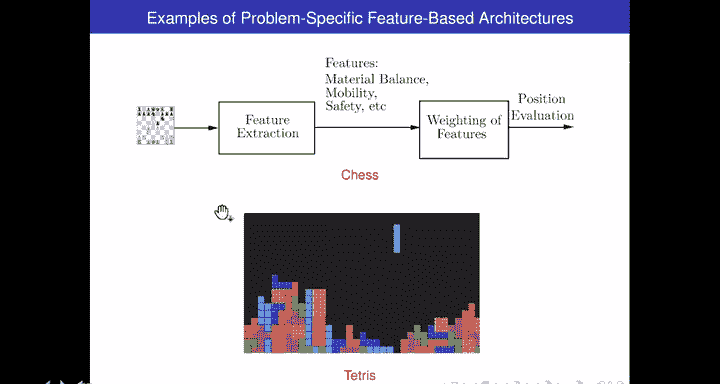 Examples of Problem-Specific Feature-Based Architectures
Features:
Material Balance,
Mobility,
Safety, etc
Feature
Extraction
Weighting of
Features
Position
Evaluation
Chess
Tetris